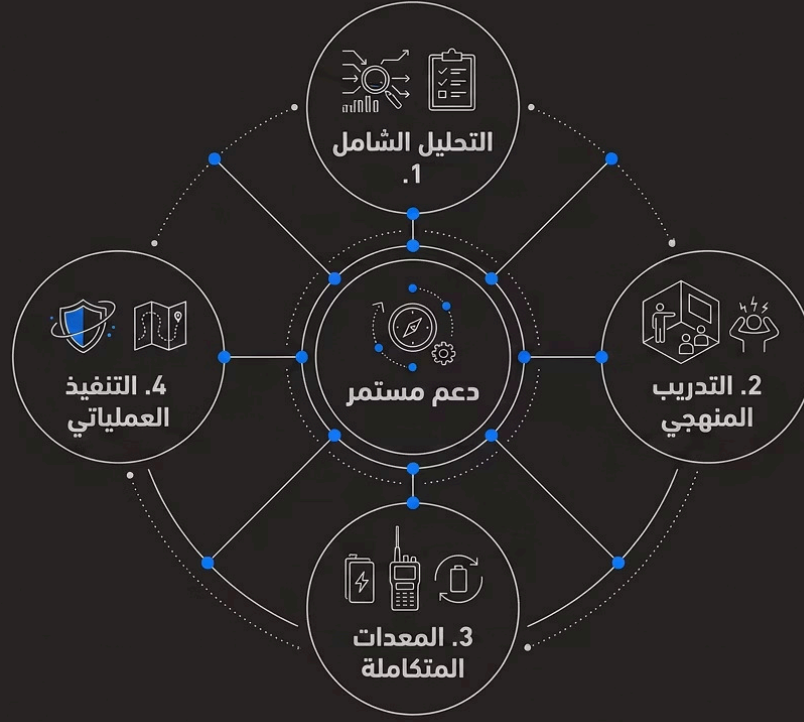 التحليل الشامل
.1
2. التدريب
المنهجي
3. المعدات
المتكاملة
4. التنفيذ
العملياتي
دعم مستمر